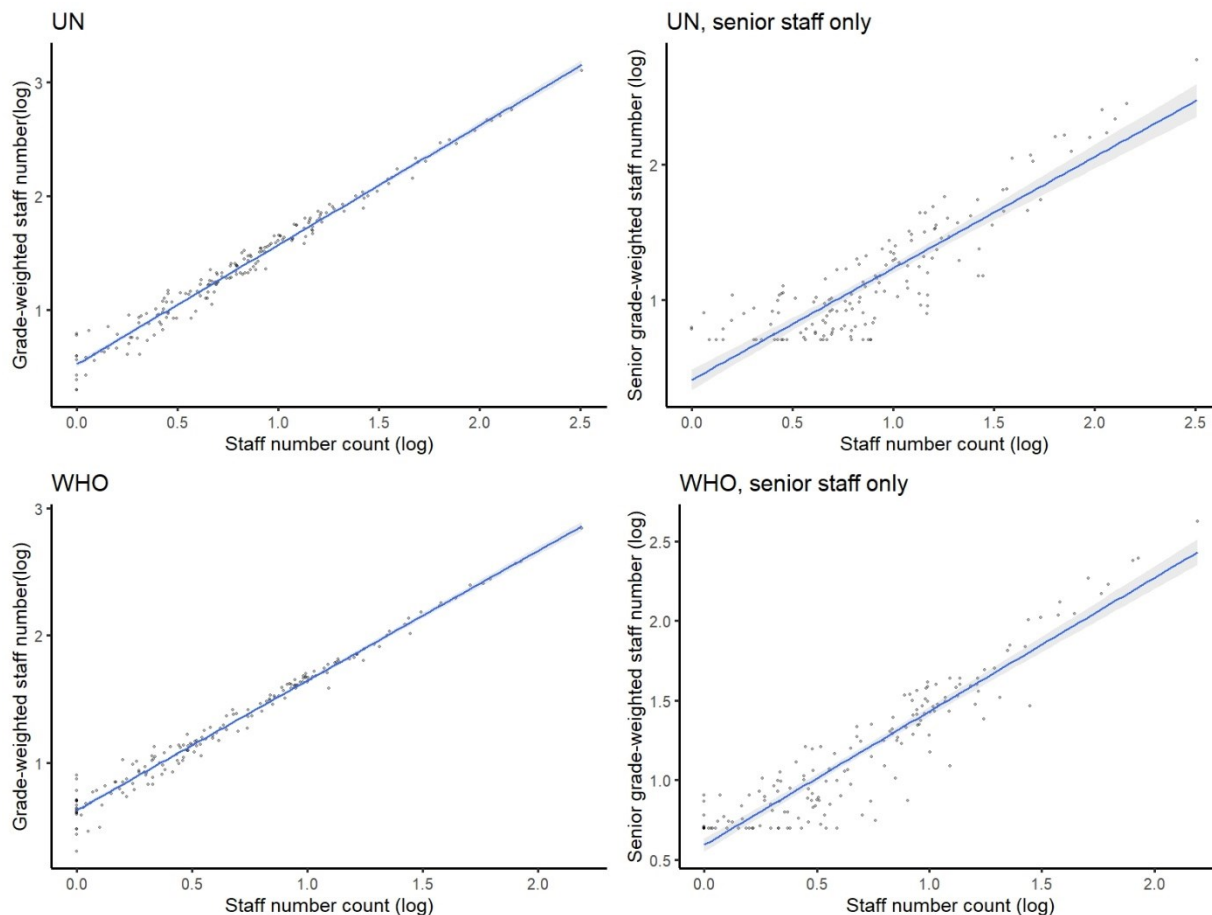 UN
UN, senior staff only
Grade-weighted staff number(log)
3
2
1
0.0 0.5 1.0 1.5 2.0 2.5
Staff number count (log)
Senior grade-weighted staff number (log)
2
1
0.0 0.5 1.0 1.5 2.0 2.5
Staff number count (log)
WHO
WHO, senior staff only
Grade-weighted staff number(log)
3
2
1
0.0 0.5 1.0 1.5 2.0
Staff number count (log)
Senior grade-weighted staff number (log)
2.5
2.0
1.5
1.0
0.5
0.0 0.5 1.0 1.5 2.0
Staff number count (log)